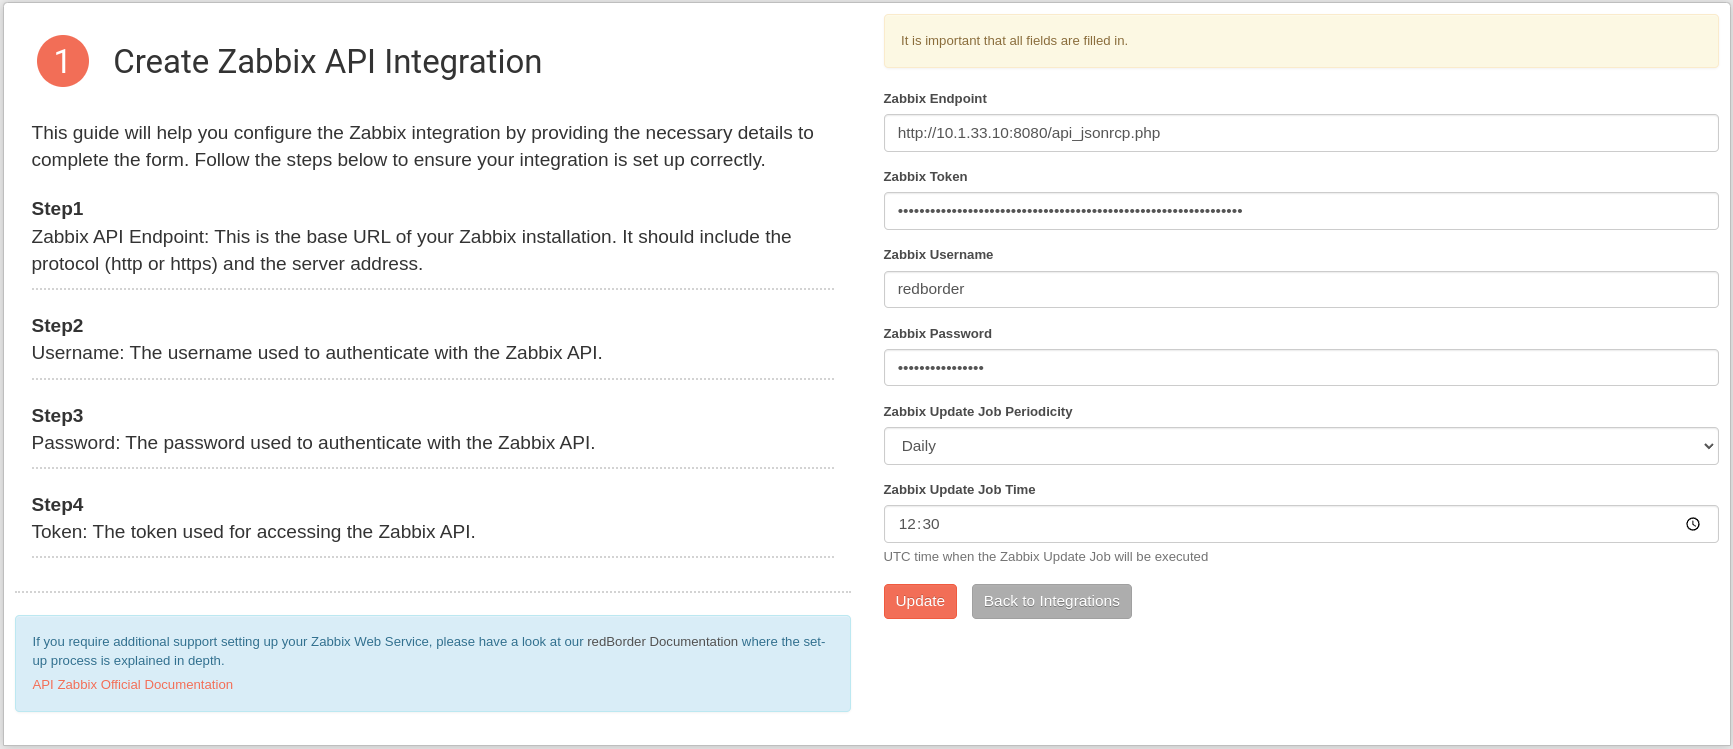 1 Create Zabbix API Integration
This guide will help you configure the Zabbix integration by providing the necessary details to
complete the form. Follow the steps below to ensure your integration is set up correctly.
Step1
Zabbix API Endpoint: This is the base URL of your Zabbix installation. It should include the
protocol (http or https) and the server address.
Step2
Username: The username used to authenticate with the Zabbix API.
Step3
Password: The password used to authenticate with the Zabbix API.
Step4
Token: The token used for accessing the Zabbix API.
If you require additional support setting up your Zabbix Web Service, please have a look at our redBorder Documentation where the set-
up process is explained in depth.
API Zabbix Official Documentation
It is important that all fields are filled in.
Zabbix Endpoint
http://10.1.33.10:8080/api_jsonrcp.php
Zabbix Token
••••••••••••••••••••••••••••••••••••••••••••••••••••••••••••••••
Zabbix Username
redborder
Zabbix Password
••••••••••••••••
Zabbix Update Job Periodicity
Daily
Zabbix Update Job Time
12:30
UTC time when the Zabbix Update Job will be executed
Update Back to Integrations